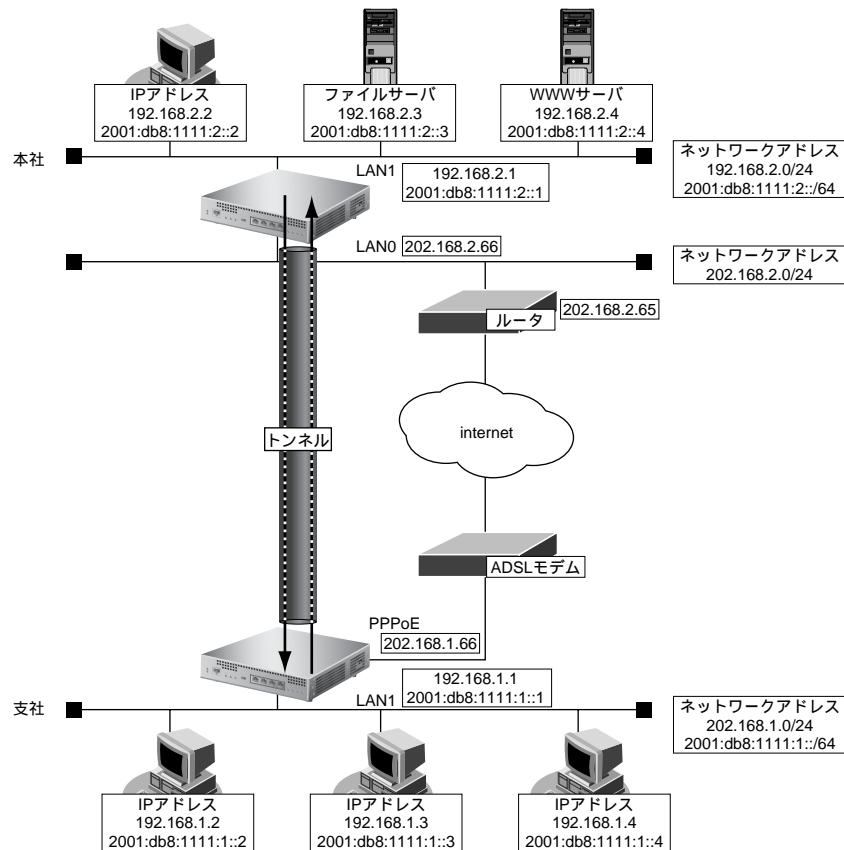 IPアドレス
192.168.2.2
2001:db8:1111:2::2
ファイルサーバ
192.168.2.3
2001:db8:1111:2::3
WWWサーバ
192.168.2.4
2001:db8:1111:2::4
本社
LAN1
192.168.2.1
2001:db8:1111:2::1
ネットワークアドレス
192.168.2.0/24
2001:db8:1111:2::/64
LAN0
202.168.2.66
ネットワークアドレス
202.168.2.0/24
ルータ
202.168.2.65
トンネル
internet
ADSLモデム
PPPoE
202.168.1.66
支社
LAN1
192.168.1.1
2001:db8:1111:1::1
ネットワークアドレス
202.168.1.0/24
2001:db8:1111:1::/64
IPアドレス
192.168.1.2
2001:db8:1111:1::2
IPアドレス
192.168.1.3
2001:db8:1111:1::3
IPアドレス
192.168.1.4
2001:db8:1111:1::4